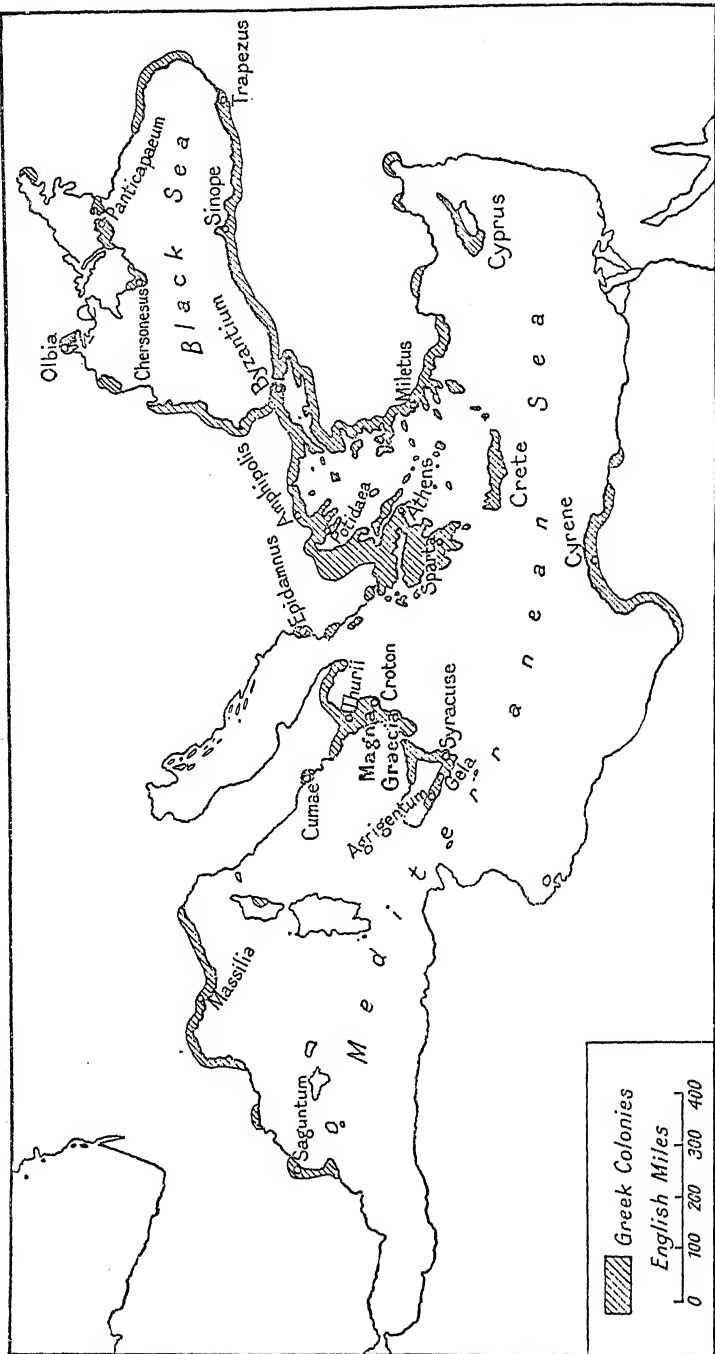 Olbia
Panticapaeum
Chersonesus
Black Sea
Trapezus
Sinope
Byzantium
Amphipolis
Epidamnus
Potidaea
Athens
Sparta
Miletus
Cyprus
Crete
Cyrene
Massilia
Saguntum
Cumae
Thurii
Croton
Magna
Graecia
Syracuse
Gela
Agrigentum
Mediterranean Sea
Greek Colonies
English Miles
0 100 200 300 400